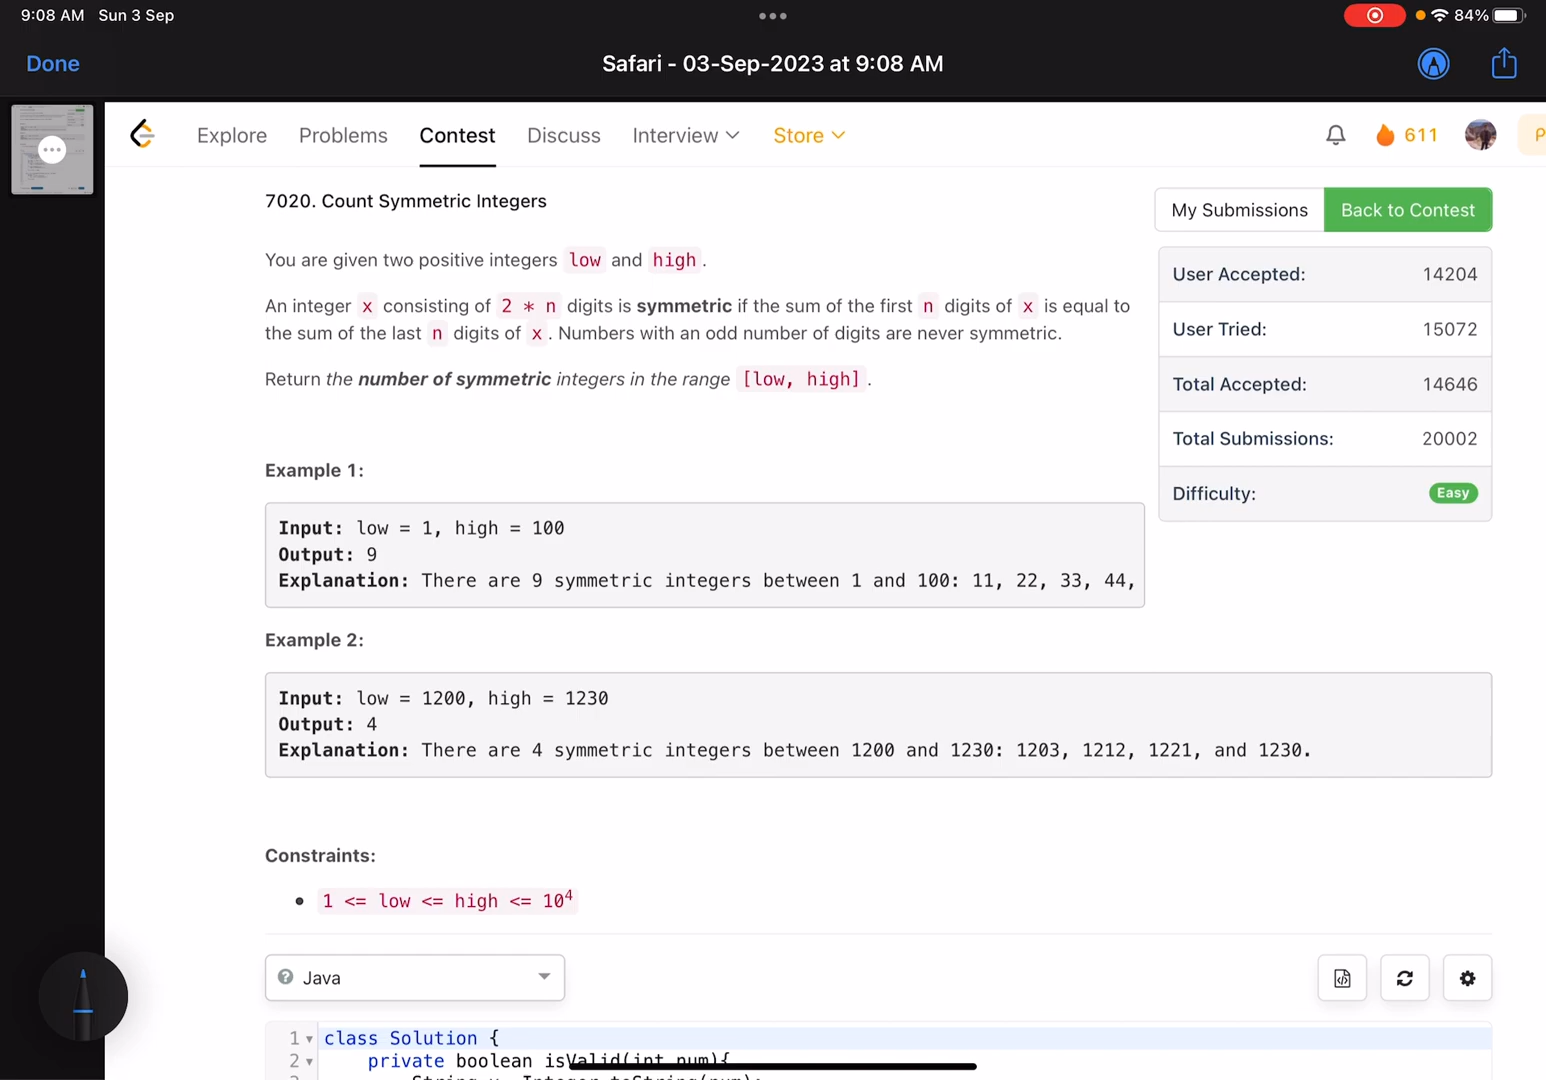 9:08 AM Sun 3 Sep
84%
Done
Safari - 03-Sep-2023 at 9:08 AM
Explore Problems Contest Discuss Interview Store
611
7020. Count Symmetric Integers
My Submissions Back to Contest
You are given two positive integers low and high.
An integer x consisting of 2 * n digits is symmetric if the sum of the first n digits of x is equal to
the sum of the last n digits of x. Numbers with an odd number of digits are never symmetric.
Return the number of symmetric integers in the range [low, high].
User Accepted: 14204
User Tried: 15072
Total Accepted: 14646
Total Submissions: 20002
Difficulty: Easy
Example 1:
Input: low = 1, high = 100
Output: 9
Explanation: There are 9 symmetric integers between 1 and 100: 11, 22, 33, 44,
Example 2:
Input: low = 1200, high = 1230
Output: 4
Explanation: There are 4 symmetric integers between 1200 and 1230: 1203, 1212, 1221, and 1230.
Constraints:
1 <= low <= high <= 10⁴
Java
1 class Solution {
2 private boolean isValid(int num){